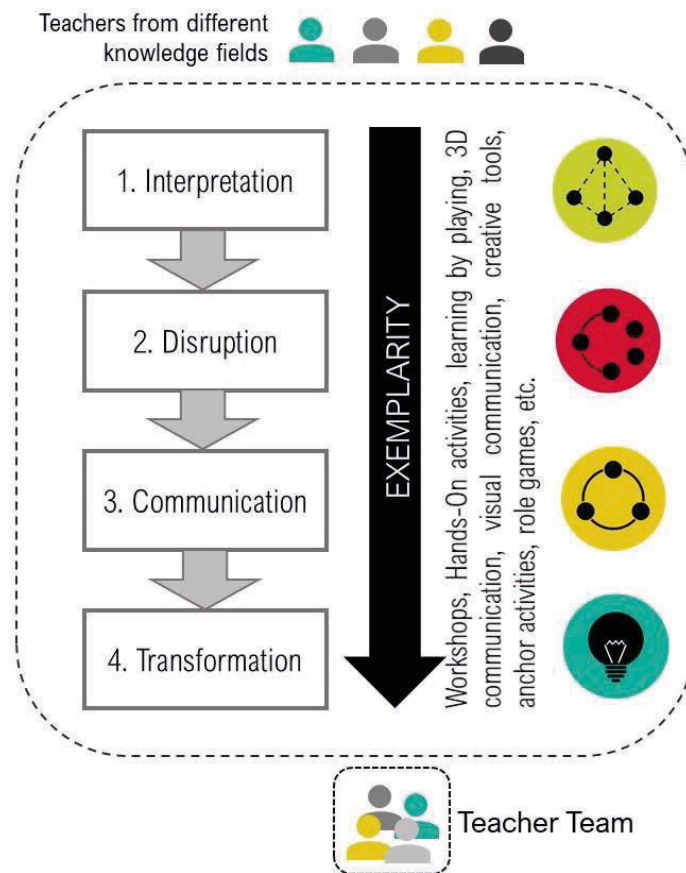 Teachers from different
knowledge fields
1. Interpretation
2. Disruption
3. Communication
4. Transformation
EXEMPLARITY
Workshops, Hands-On activities, learning by playing, 3D
communication, visual communication, creative tools,
anchor activities, role games, etc.
Teacher Team